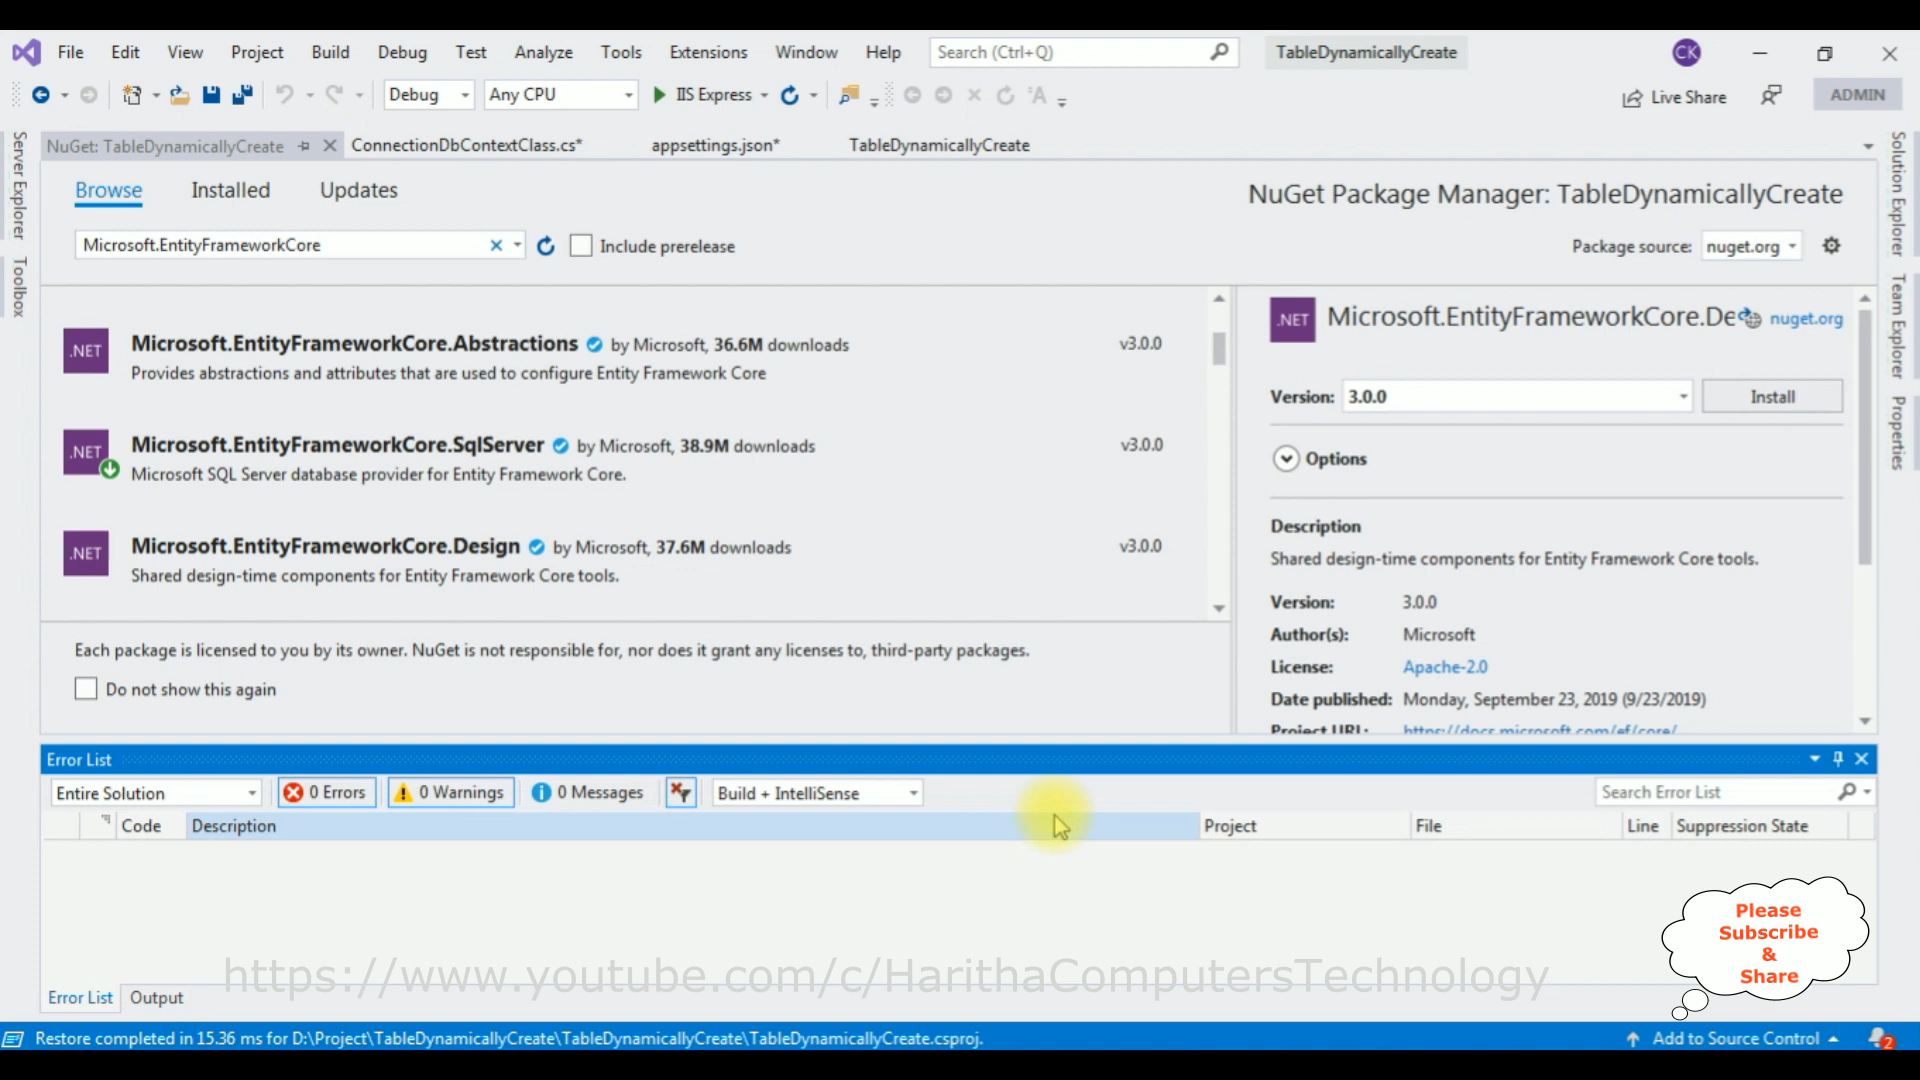 File Edit View Project Build Debug Test Analyze Tools Extensions Window Help Search (Ctrl+Q) TableDynamicallyCreate CK
Debug Any CPU IIS Express Live Share ADMIN
NuGet: TableDynamicallyCreate ConnectionDbContextClass.cs* appsettings.json* TableDynamicallyCreate
Server Explorer
Toolbox
Solution Explorer
Team Explorer
Properties
Browse Installed Updates NuGet Package Manager: TableDynamicallyCreate
Microsoft.EntityFrameworkCore Include prerelease Package source: nuget.org
.NET Microsoft.EntityFrameworkCore.Abstractions by Microsoft, 36.6M downloads v3.0.0
Provides abstractions and attributes that are used to configure Entity Framework Core
.NET Microsoft.EntityFrameworkCore.SqlServer by Microsoft, 38.9M downloads v3.0.0
Microsoft SQL Server database provider for Entity Framework Core.
.NET Microsoft.EntityFrameworkCore.Design by Microsoft, 37.6M downloads v3.0.0
Shared design-time components for Entity Framework Core tools.
Each package is licensed to you by its owner. NuGet is not responsible for, nor does it grant any licenses to, third-party packages.
Do not show this again
.NET Microsoft.EntityFrameworkCore.De nuget.org
Version: 3.0.0 Install
Options
Description
Shared design-time components for Entity Framework Core tools.
Version: 3.0.0
Author(s): Microsoft
License: Apache-2.0
Date published: Monday, September 23, 2019 (9/23/2019)
Project URL: https://docs.microsoft.com/ef/core/
Error List
Entire Solution 0 Errors 0 Warnings 0 Messages Build + IntelliSense Search Error List
Code Description Project File Line Suppression State
Please
Subscribe
&
Share
https://www.youtube.com/c/HarithaComputersTechnology
Error List Output
Restore completed in 15.36 ms for D:\Project\TableDynamicallyCreate\TableDynamicallyCreate\TableDynamicallyCreate.csproj. Add to Source Control 2